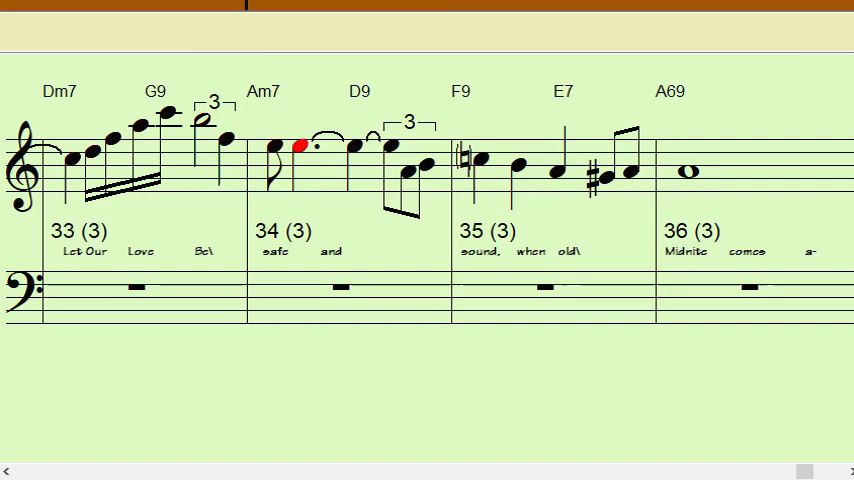 Dm7 G9 Am7 D9 F9 E7 A69
3 3
33 (3) 34 (3) 35 (3) 36 (3)
Let Our Love Be\ safe and sound, when old\ Midnite comes a-